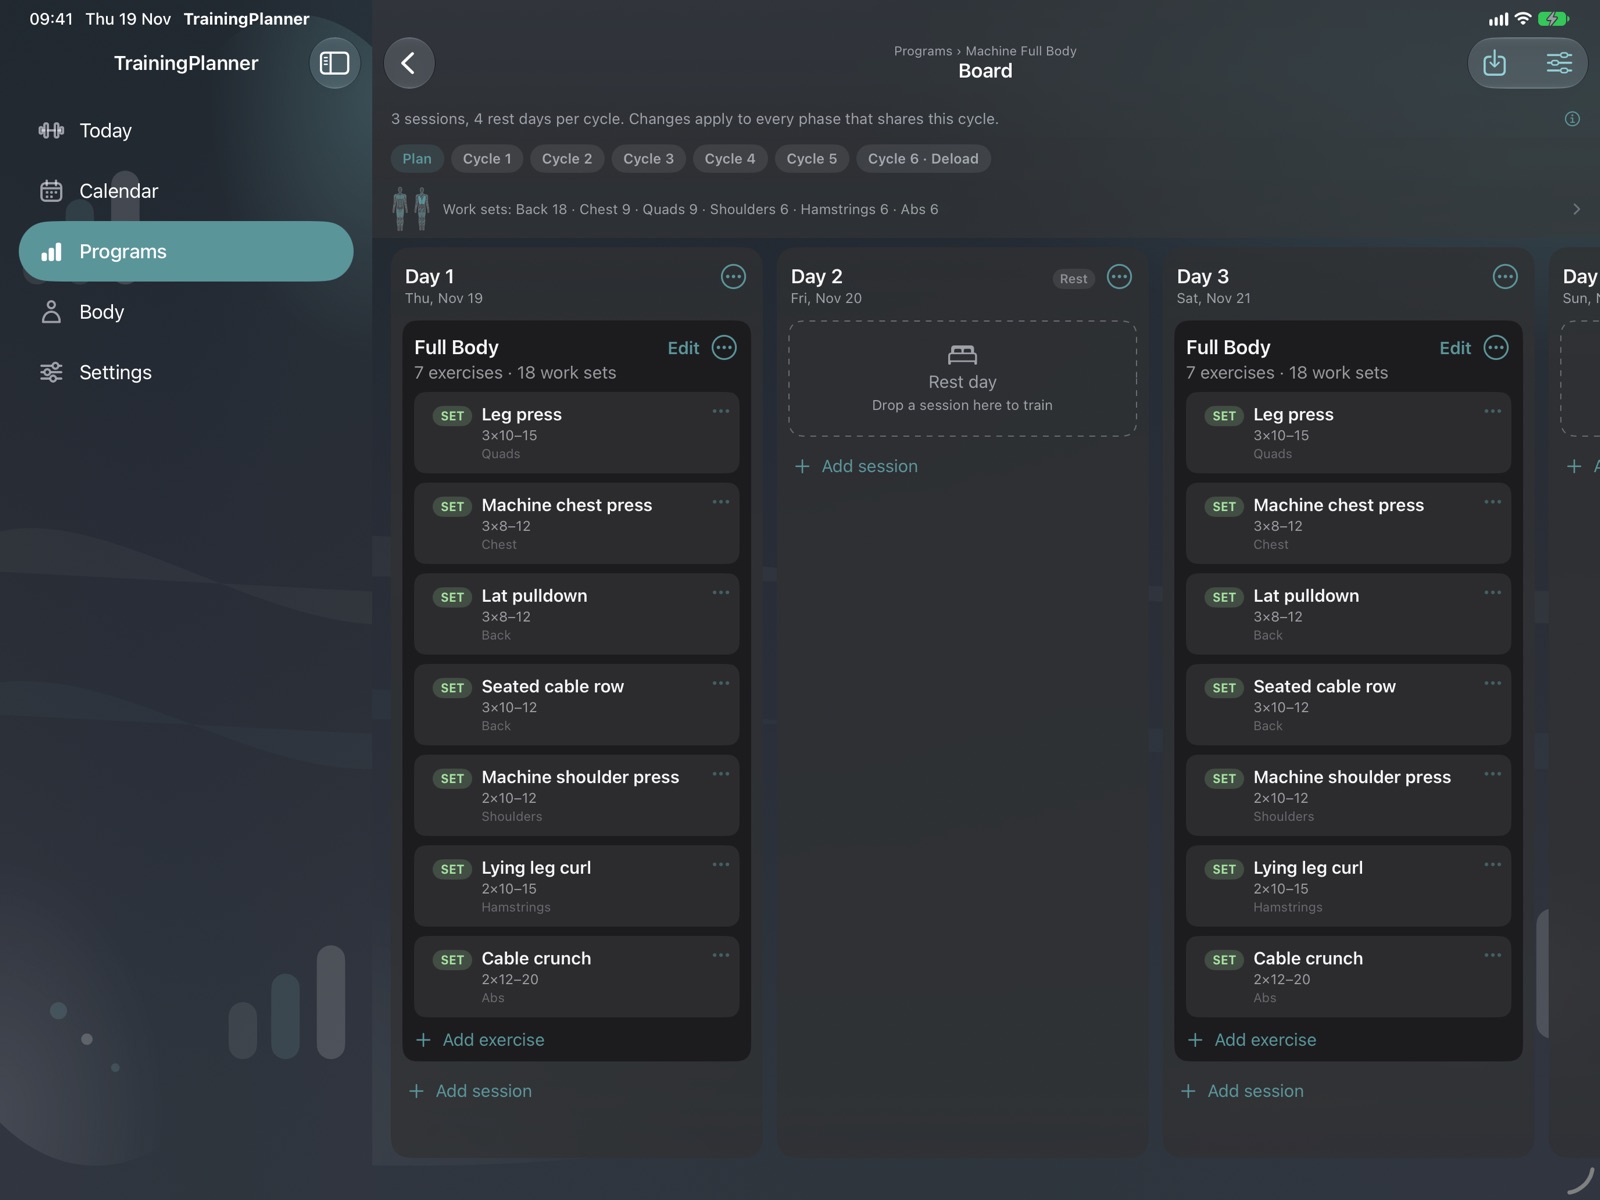 09:41 Thu 19 Nov TrainingPlanner
TrainingPlanner
Today
Calendar
Programs
Body
Settings
Programs › Machine Full Body
Board
3 sessions, 4 rest days per cycle. Changes apply to every phase that shares this cycle.
Plan
Cycle 1
Cycle 2
Cycle 3
Cycle 4
Cycle 5
Cycle 6 · Deload
Work sets: Back 18 · Chest 9 · Quads 9 · Shoulders 6 · Hamstrings 6 · Abs 6
Day 1
Thu, Nov 19
Full Body
Edit
7 exercises · 18 work sets
SET Leg press
3×10–15
Quads
SET Machine chest press
3×8–12
Chest
SET Lat pulldown
3×8–12
Back
SET Seated cable row
3×10–12
Back
SET Machine shoulder press
2×10–12
Shoulders
SET Lying leg curl
2×10–15
Hamstrings
SET Cable crunch
2×12–20
Abs
+ Add exercise
+ Add session
Day 2
Rest
Fri, Nov 20
Rest day
Drop a session here to train
+ Add session
Day 3
Sat, Nov 21
Full Body
Edit
7 exercises · 18 work sets
SET Leg press
3×10–15
Quads
SET Machine chest press
3×8–12
Chest
SET Lat pulldown
3×8–12
Back
SET Seated cable row
3×10–12
Back
SET Machine shoulder press
2×10–12
Shoulders
SET Lying leg curl
2×10–15
Hamstrings
SET Cable crunch
2×12–20
Abs
+ Add exercise
+ Add session
Day
Sun,
+